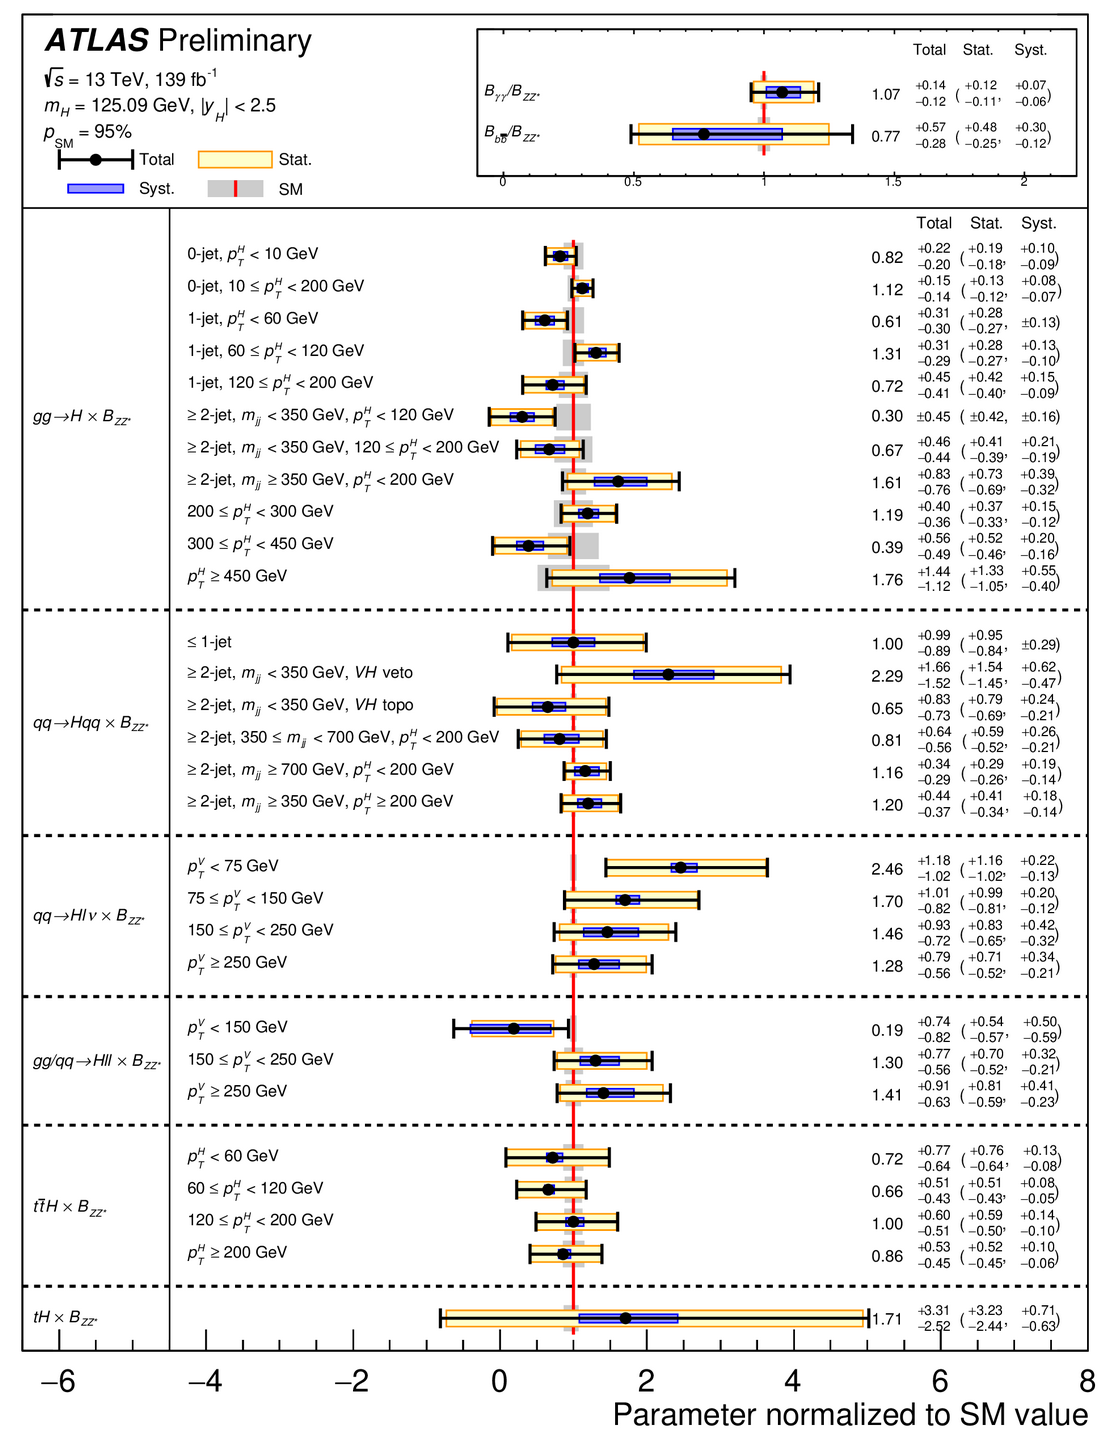 ATLAS Preliminary
√s = 13 TeV, 139 fb⁻¹
m_H = 125.09 GeV, |y_H| < 2.5
p_SM = 95%
Total Stat.
Syst. SM
Total Stat. Syst.
B_γγ/B_ZZ* 1.07 +0.14 −0.12 ( +0.12 −0.11, +0.07 −0.06 )
B_bb̄/B_ZZ* 0.77 +0.57 −0.28 ( +0.48 −0.25, +0.30 −0.12 )
0 0.5 1 1.5 2
Total Stat. Syst.
gg→H × B_ZZ*
0-jet, p_T^H < 10 GeV 0.82 +0.22 −0.20 ( +0.19 −0.18, +0.10 −0.09 )
0-jet, 10 ≤ p_T^H < 200 GeV 1.12 +0.15 −0.14 ( +0.13 −0.12, +0.08 −0.07 )
1-jet, p_T^H < 60 GeV 0.61 +0.31 −0.30 ( +0.28 −0.27, ±0.13 )
1-jet, 60 ≤ p_T^H < 120 GeV 1.31 +0.31 −0.29 ( +0.28 −0.27, +0.13 −0.10 )
1-jet, 120 ≤ p_T^H < 200 GeV 0.72 +0.45 −0.41 ( +0.42 −0.40, +0.15 −0.09 )
≥ 2-jet, m_jj < 350 GeV, p_T^H < 120 GeV 0.30 ±0.45 ( ±0.42, ±0.16 )
≥ 2-jet, m_jj < 350 GeV, 120 ≤ p_T^H < 200 GeV 0.67 +0.46 −0.44 ( +0.41 −0.39, +0.21 −0.19 )
≥ 2-jet, m_jj ≥ 350 GeV, p_T^H < 200 GeV 1.61 +0.83 −0.76 ( +0.73 −0.69, +0.39 −0.32 )
200 ≤ p_T^H < 300 GeV 1.19 +0.40 −0.36 ( +0.37 −0.33, +0.15 −0.12 )
300 ≤ p_T^H < 450 GeV 0.39 +0.56 −0.49 ( +0.52 −0.46, +0.20 −0.16 )
p_T^H ≥ 450 GeV 1.76 +1.44 −1.12 ( +1.33 −1.05, +0.55 −0.40 )
qq→Hqq × B_ZZ*
≤ 1-jet 1.00 +0.99 −0.89 ( +0.95 −0.84, ±0.29 )
≥ 2-jet, m_jj < 350 GeV, VH veto 2.29 +1.66 −1.52 ( +1.54 −1.45, +0.62 −0.47 )
≥ 2-jet, m_jj < 350 GeV, VH topo 0.65 +0.83 −0.73 ( +0.79 −0.69, +0.24 −0.21 )
≥ 2-jet, 350 ≤ m_jj < 700 GeV, p_T^H < 200 GeV 0.81 +0.64 −0.56 ( +0.59 −0.52, +0.26 −0.21 )
≥ 2-jet, m_jj ≥ 700 GeV, p_T^H < 200 GeV 1.16 +0.34 −0.29 ( +0.29 −0.26, +0.19 −0.14 )
≥ 2-jet, m_jj ≥ 350 GeV, p_T^H ≥ 200 GeV 1.20 +0.44 −0.37 ( +0.41 −0.34, +0.18 −0.14 )
qq→Hlν × B_ZZ*
p_T^V < 75 GeV 2.46 +1.18 −1.02 ( +1.16 −1.02, +0.22 −0.13 )
75 ≤ p_T^V < 150 GeV 1.70 +1.01 −0.82 ( +0.99 −0.81, +0.20 −0.12 )
150 ≤ p_T^V < 250 GeV 1.46 +0.93 −0.72 ( +0.83 −0.65, +0.42 −0.32 )
p_T^V ≥ 250 GeV 1.28 +0.79 −0.56 ( +0.71 −0.52, +0.34 −0.21 )
gg/qq→Hll × B_ZZ*
p_T^V < 150 GeV 0.19 +0.74 −0.82 ( +0.54 −0.57, +0.50 −0.59 )
150 ≤ p_T^V < 250 GeV 1.30 +0.77 −0.56 ( +0.70 −0.52, +0.32 −0.21 )
p_T^V ≥ 250 GeV 1.41 +0.91 −0.63 ( +0.81 −0.59, +0.41 −0.23 )
tt̄H × B_ZZ*
p_T^H < 60 GeV 0.72 +0.77 −0.64 ( +0.76 −0.64, +0.13 −0.08 )
60 ≤ p_T^H < 120 GeV 0.66 +0.51 −0.43 ( +0.51 −0.43, +0.08 −0.05 )
120 ≤ p_T^H < 200 GeV 1.00 +0.60 −0.51 ( +0.59 −0.50, +0.14 −0.10 )
p_T^H ≥ 200 GeV 0.86 +0.53 −0.45 ( +0.52 −0.45, +0.10 −0.06 )
tH × B_ZZ* 1.71 +3.31 −2.52 ( +3.23 −2.44, +0.71 −0.63 )
−6 −4 −2 0 2 4 6 8
Parameter normalized to SM value